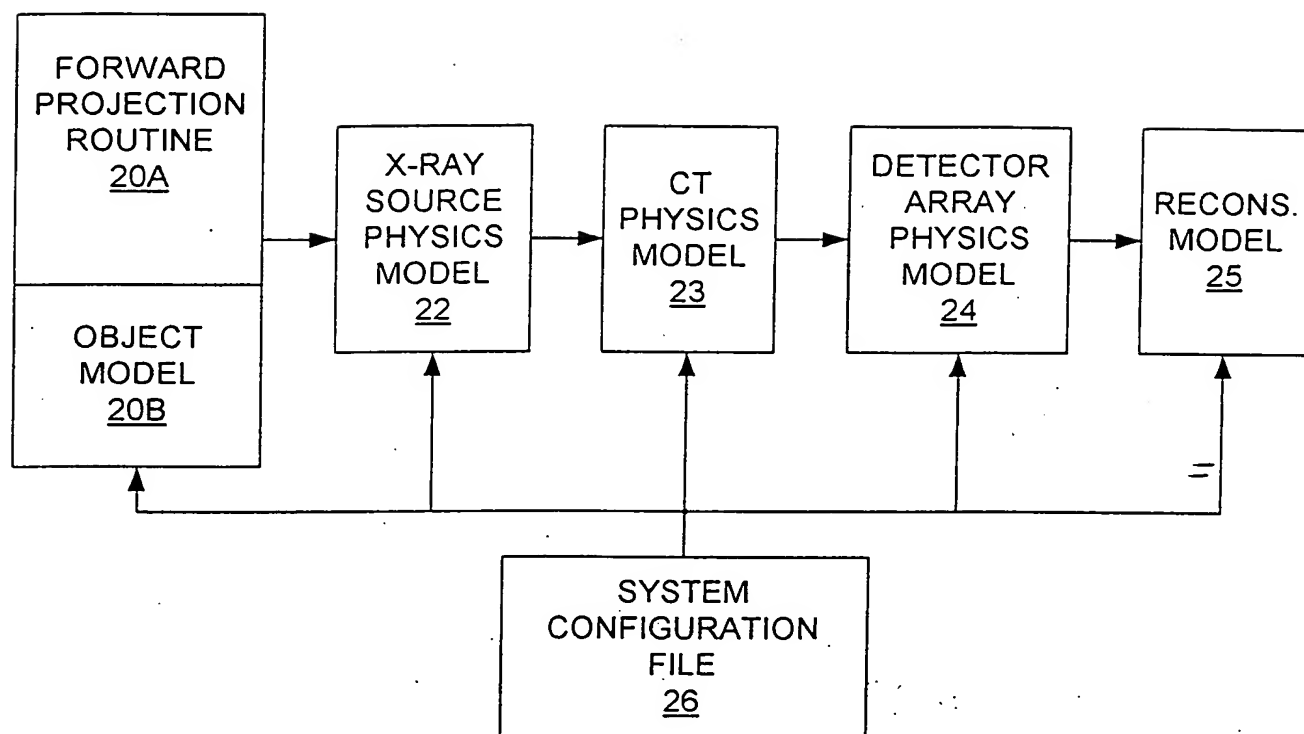 FORWARD
PROJECTION
ROUTINE
20A
OBJECT
MODEL
20B
X-RAY
SOURCE
PHYSICS
MODEL
22
CT
PHYSICS
MODEL
23
DETECTOR
ARRAY
PHYSICS
MODEL
24
RECONS.
MODEL
25
SYSTEM
CONFIGURATION
FILE
26